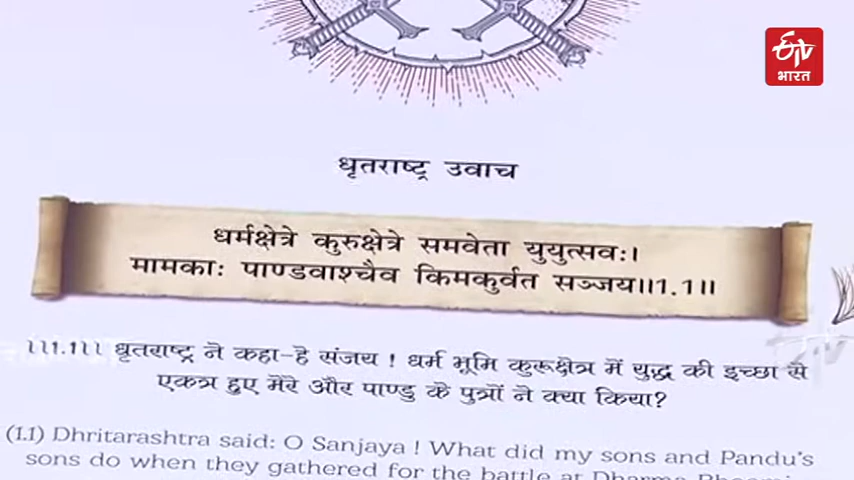 ETV
भारत
धृतराष्ट्र उवाच
धर्मक्षेत्रे कुरुक्षेत्रे समवेता युयुत्सवः।
मामकाः पाण्डवाश्चैव किमकुर्वत सञ्जय।।1.1।।
।।1.1।। धृतराष्ट्र ने कहा-हे संजय ! धर्म भूमि कुरूक्षेत्र में युद्ध की इच्छा से
एकत्र हुए मेरे और पाण्डु के पुत्रों ने क्या किया?
(1.1) Dhritarashtra said: O Sanjaya ! What did my sons and Pandu's
sons do when they gathered for the battle at Dharma